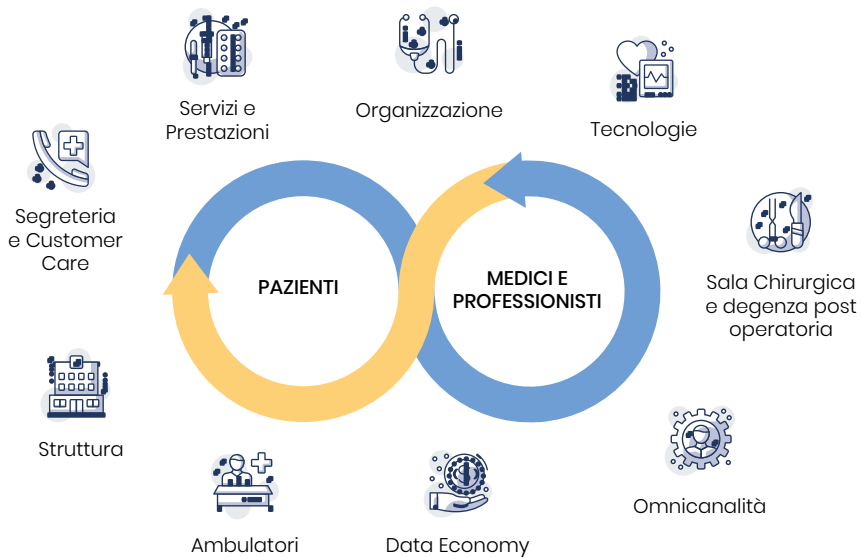 Servizi e
Prestazioni
Organizzazione
Tecnologie
Segreteria
e Customer
Care
PAZIENTI
MEDICI E
PROFESSIONISTI
Sala Chirurgica
e degenza post
operatoria
Struttura
Omnicanalità
Ambulatori
Data Economy